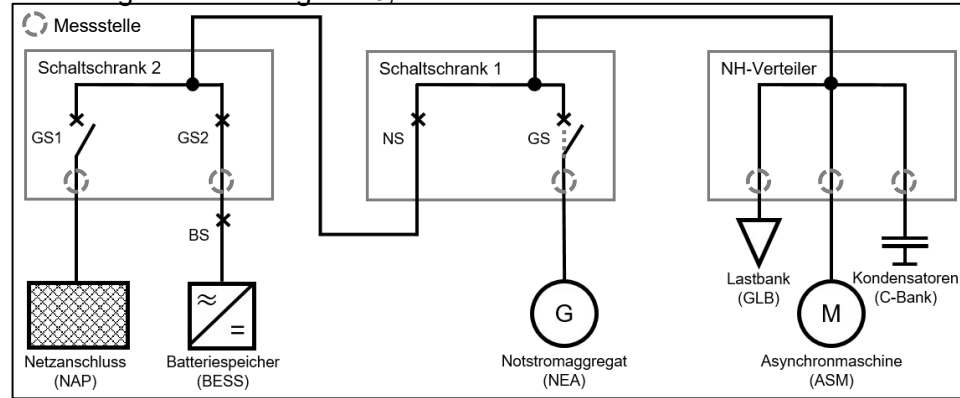 Messstelle
Schaltschrank 2
Schaltschrank 1
NH-Verteiler
GS1
GS2
NS
GS
BS
Lastbank
(GLB)
Kondensatoren
(C-Bank)
≈
=
G
M
Netzanschluss
(NAP)
Batteriespeicher
(BESS)
Notstromaggregat
(NEA)
Asynchronmaschine
(ASM)